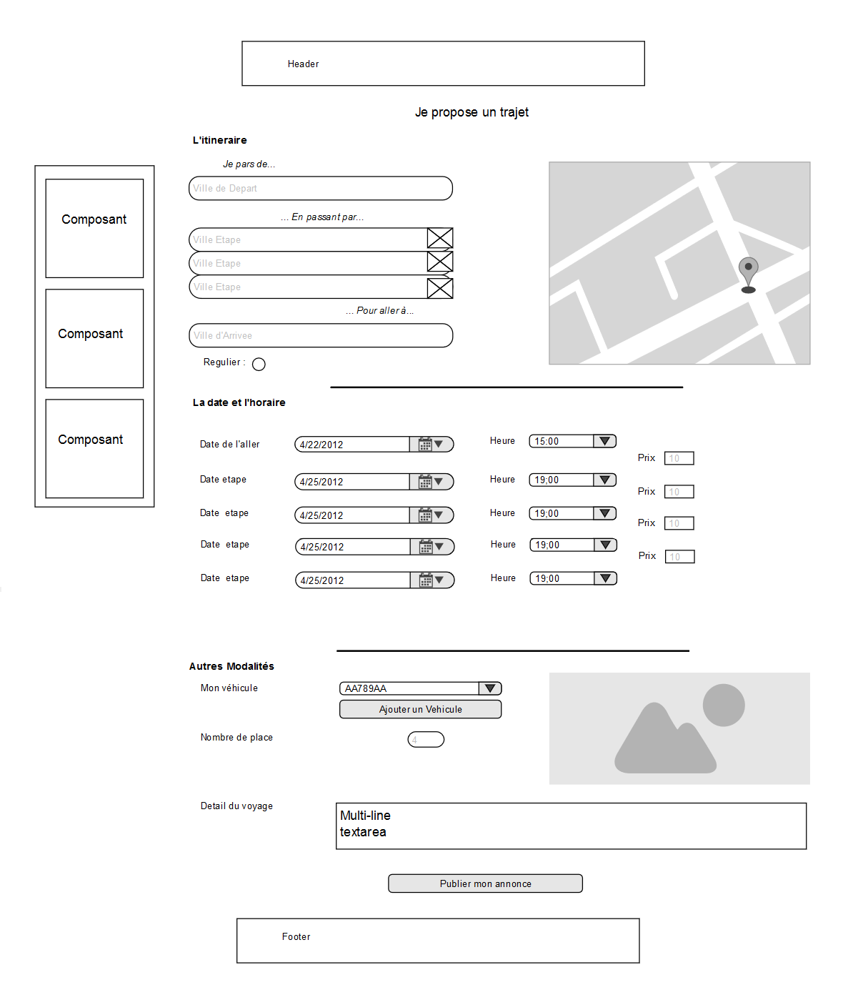 Header
Je propose un trajet
L'itineraire
Je pars de...
Ville de Depart
... En passant par...
Ville Etape
Ville Etape
Ville Etape
... Pour aller à...
Ville d'Arrivee
Regulier :
Composant
Composant
Composant
La date et l'horaire
Date de l'aller 4/22/2012 Heure 15:00
Prix 10
Date etape 4/25/2012 Heure 19;00
Prix 10
Date etape 4/25/2012 Heure 19;00
Prix 10
Date etape 4/25/2012 Heure 19;00
Prix 10
Date etape 4/25/2012 Heure 19;00
Autres Modalités
Mon véhicule AA789AA
Ajouter un Vehicule
Nombre de place 4
Detail du voyage
Multi-line
textarea
Publier mon annonce
Footer